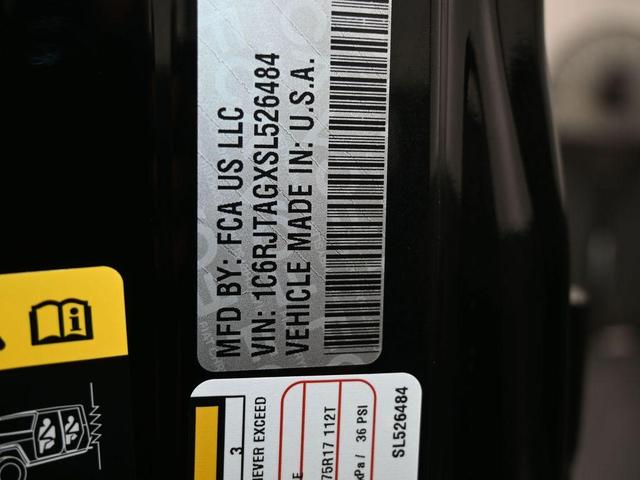 MFD BY: FCA US LLC
VIN: 1C6RJTAGXSL526484
VEHICLE MADE IN: U.S.A.
3
NEVER EXCEED
75R17 112T
kPa / 36 PSI
SL526484